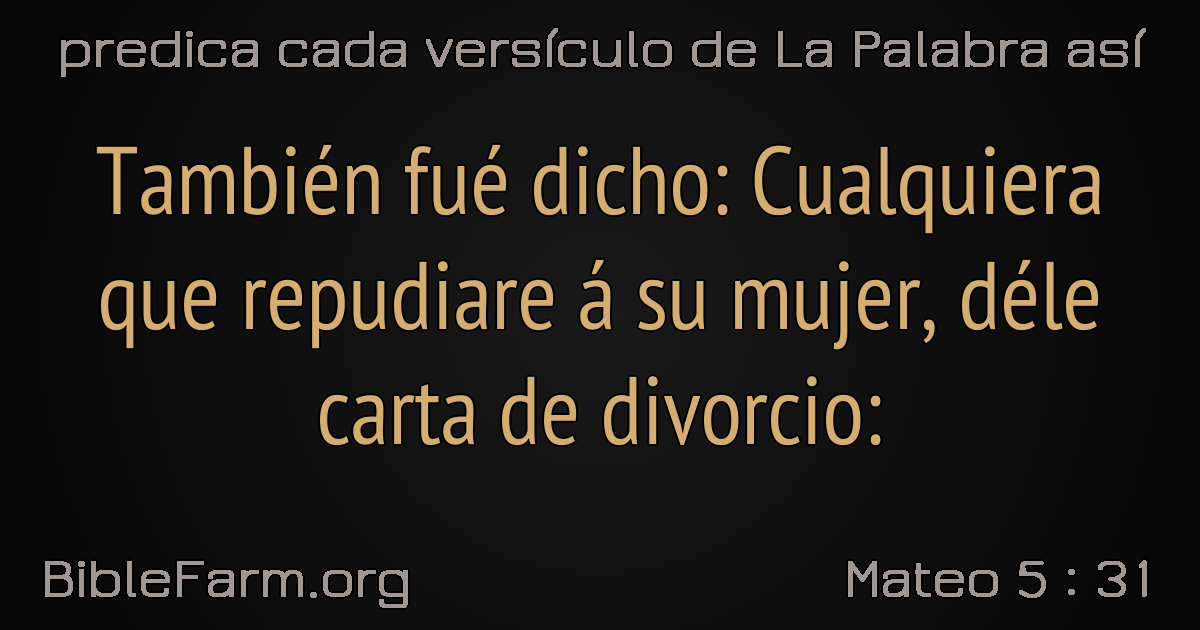 predica cada versículo de La Palabra así
También fué dicho: Cualquiera
que repudiare á su mujer, déle
carta de divorcio:
BibleFarm.org
Mateo 5 : 31